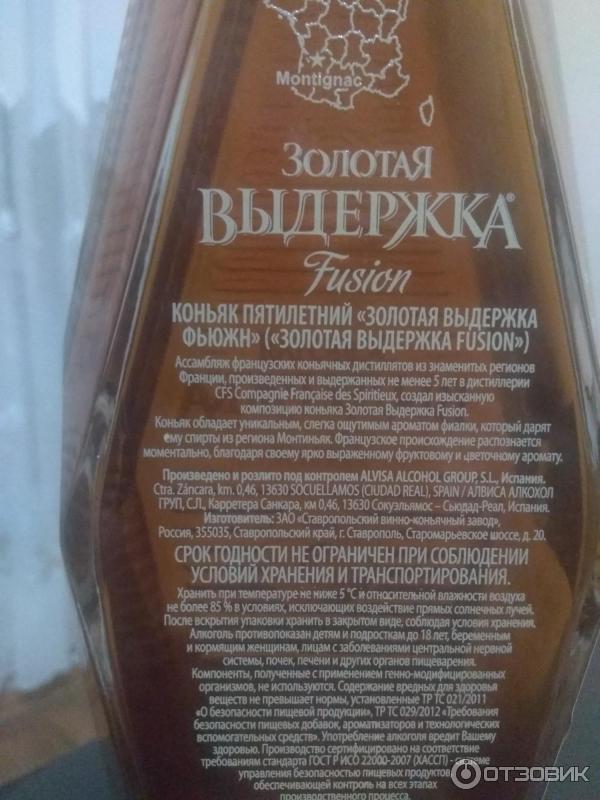 Montignac
ЗОЛОТАЯ
ВЫДЕРЖКА®
Fusion
КОНЬЯК ПЯТИЛЕТНИЙ «ЗОЛОТАЯ ВЫДЕРЖКА
ФЬЮЖН» («ЗОЛОТАЯ ВЫДЕРЖКА FUSION»)
Ассамбляж французских коньячных дистиллятов из знаменитых регионов
Франции, произведенных и выдержанных не менее 5 лет в дистиллерии
CFS Compagnie Française des Spiritieux, создал изысканную
композицию коньяка Золотая Выдержка Fusion.
Коньяк обладает уникальным, слегка ощутимым ароматом фиалки, который дарят
ему спирты из региона Монтиньяк. Французское происхождение распознается
моментально, благодаря своему ярко выраженному фруктовому и цветочному аромату.
Произведено и розлито под контролем ALVISA ALCOHOL GROUP, S.L., Испания.
Ctra. Záncara, km. 0,46, 13630 SOCUELLAMOS (CIUDAD REAL), SPAIN / АЛВИСА АЛКОХОЛ
ГРУП, С.Л., Карретера Санкара, км 0,46, 13630 Сокуэльямос – Сьюдад-Реал, Испания.
Изготовитель: ЗАО «Ставропольский винно-коньячный завод»,
Россия, 355035, Ставропольский край, г. Ставрополь, Старомарьевское шоссе, д. 20.
СРОК ГОДНОСТИ НЕ ОГРАНИЧЕН ПРИ СОБЛЮДЕНИИ
УСЛОВИЙ ХРАНЕНИЯ И ТРАНСПОРТИРОВАНИЯ.
Хранить при температуре не ниже 5 °С и относительной влажности воздуха
не более 85 % в условиях, исключающих воздействие прямых солнечных лучей.
После вскрытия упаковки хранить в закрытом виде, соблюдая условия хранения.
Алкоголь противопоказан детям и подросткам до 18 лет, беременным
и кормящим женщинам, лицам с заболеваниями центральной нервной
системы, почек, печени и других органов пищеварения.
Компоненты, полученные с применением генно-модифицированных
организмов, не используются. Содержание вредных для здоровья
веществ не превышает нормы, установленные ТР ТС 021/2011
«О безопасности пищевой продукции», ТР ТС 029/2012 «Требования
безопасности пищевых добавок, ароматизаторов и технологических
вспомогательных средств». Употребление алкоголя вредит Вашему
здоровью. Производство сертифицировано на соответствие
требованиям стандарта ГОСТ Р ИСО 22000-2007 (ХАССП) - системе
управления безопасностью пищевых продуктов
обеспечивающей контроль на всех этапах
производственного процесса.
ОТЗОВИК